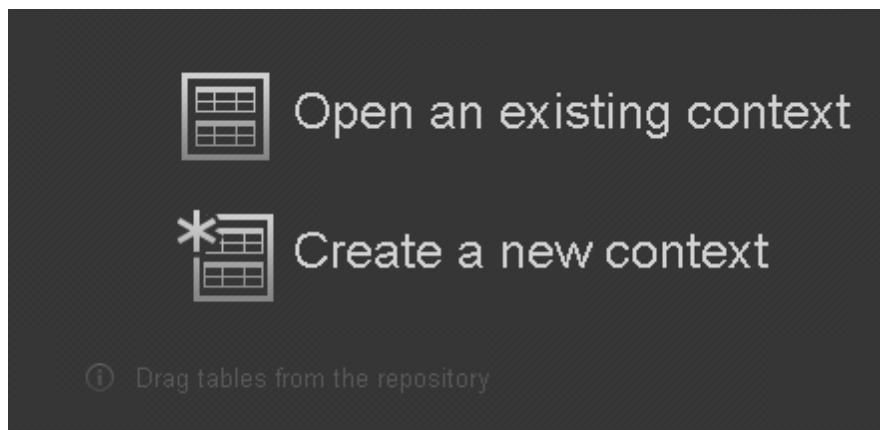 Open an existing context
Create a new context
Drag tables from the repository